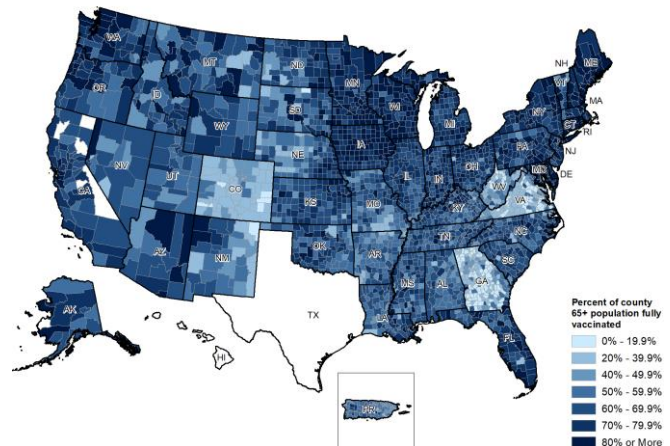 WA
MT
ND
MN
OR
ID
SD
WI
WY
MI
NY
NH
VT
ME
MA
CT
RI
NE
IA
PA
NJ
NV
UT
CO
IL
IN
OH
MD
DE
CA
KS
MO
WV
VA
KY
AZ
NM
OK
AR
TN
NC
SC
MS
AL
GA
TX
LA
FL
AK
HI
PR
Percent of county
65+ population fully
vaccinated
0% - 19.9%
20% - 39.9%
40% - 49.9%
50% - 59.9%
60% - 69.9%
70% - 79.9%
80% or More